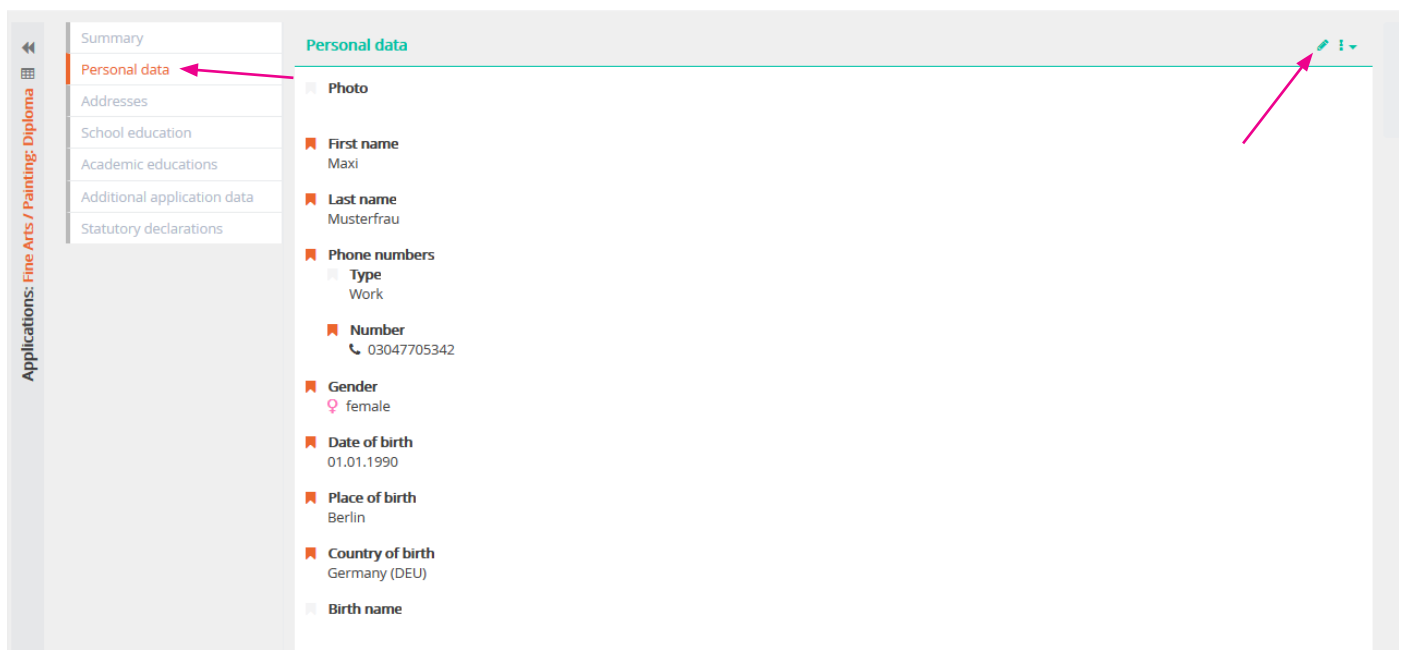 Applications: Fine Arts / Painting: Diploma
Summary
Personal data
Addresses
School education
Academic educations
Additional application data
Statutory declarations
Personal data
Photo
First name
Maxi
Last name
Musterfrau
Phone numbers
Type
Work
Number
03047705342
Gender
female
Date of birth
01.01.1990
Place of birth
Berlin
Country of birth
Germany (DEU)
Birth name